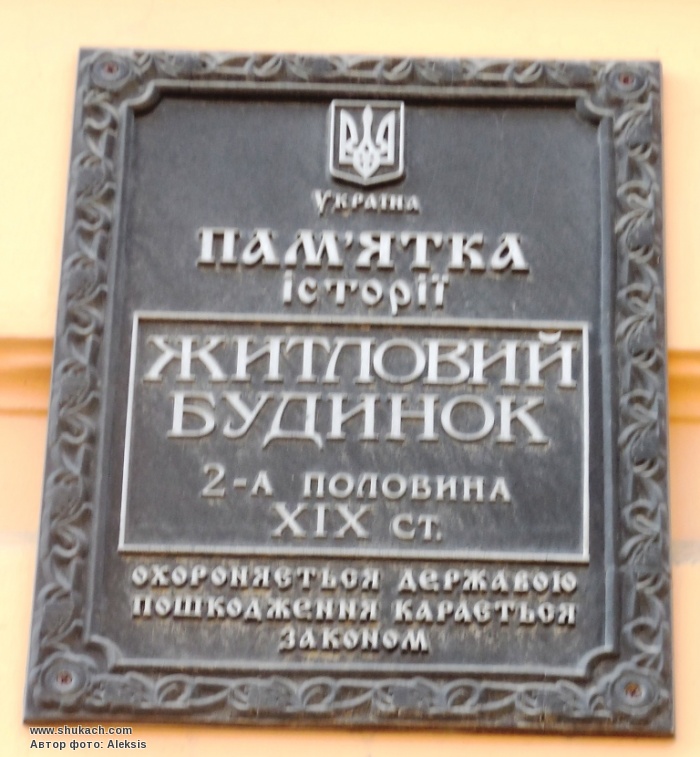 Україна
ПАМ'ЯТКА
історії
ЖИТЛОВИЙ
БУДИНОК
2-А ПОЛОВИНА
XIX СТ.
ОХОРОНЯЄТЬСЯ ДЕРЖАВОЮ
ПОШКОДЖЕННЯ КАРАЄТЬСЯ
ЗАКОНОМ
www.shukach.com
Автор фото: Aleksis